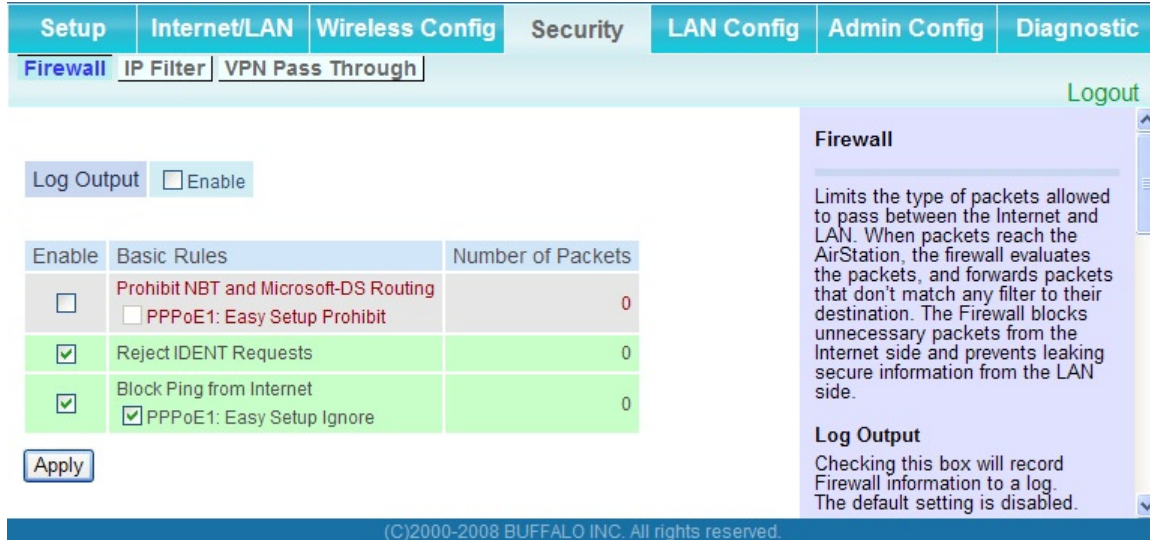 Setup Internet/LAN Wireless Config Security LAN Config Admin Config Diagnostic
Firewall IP Filter VPN Pass Through
Logout
Log Output Enable
Enable Basic Rules Number of Packets
Prohibit NBT and Microsoft-DS Routing
PPPoE1: Easy Setup Prohibit
0
Reject IDENT Requests 0
Block Ping from Internet
PPPoE1: Easy Setup Ignore
0
Apply
Firewall
Limits the type of packets allowed
to pass between the Internet and
LAN. When packets reach the
AirStation, the firewall evaluates
the packets, and forwards packets
that don't match any filter to their
destination. The Firewall blocks
unnecessary packets from the
Internet side and prevents leaking
secure information from the LAN
side.
Log Output
Checking this box will record
Firewall information to a log.
The default setting is disabled.
(C)2000-2008 BUFFALO INC. All rights reserved.